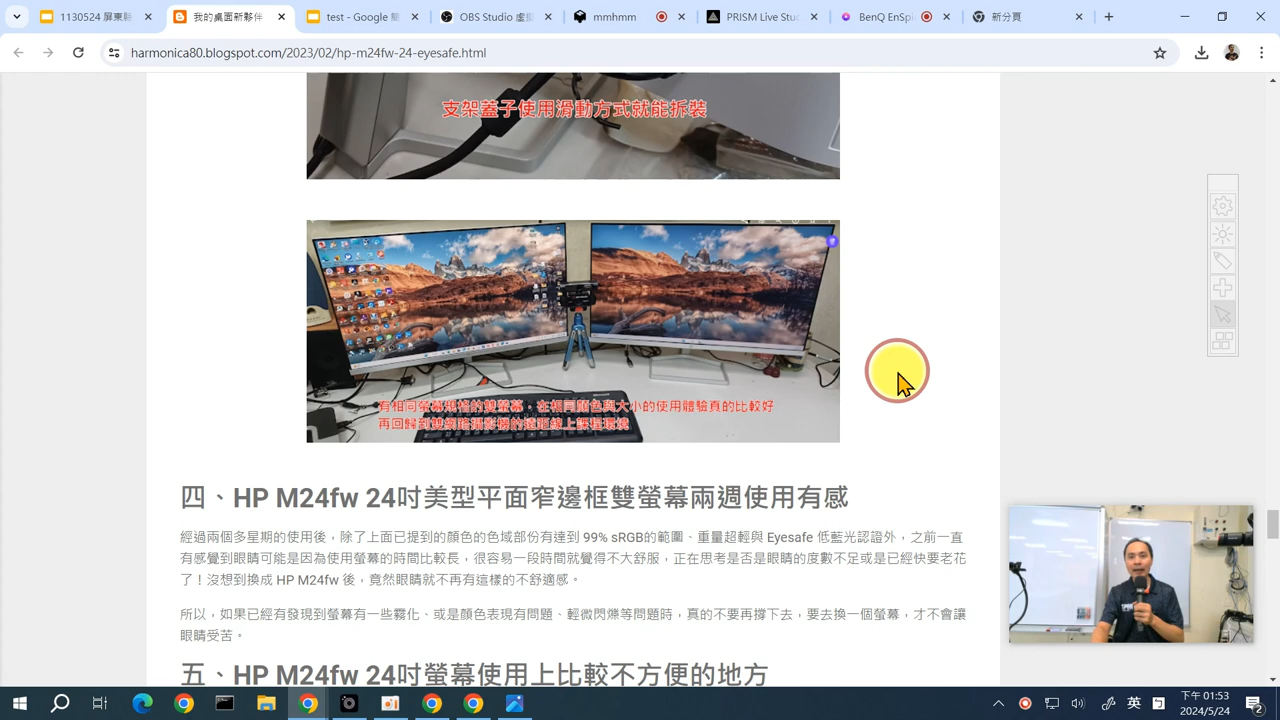 1130524 屏東縣
我的桌面新夥伴
test - Google 簡
OBS Studio 虛擬
mmhmm
PRISM Live Stu
BenQ EnSpi
新分頁
harmonica80.blogspot.com/2023/02/hp-m24fw-24-eyesafe.html
支架蓋子使用滑動方式就能拆裝
有相同螢幕規格的雙螢幕，在相同顏色與大小的使用體驗真的比較好
再回歸到雙網路攝影機的遠距線上課程環境
四、HP M24fw 24吋美型平面窄邊框雙螢幕兩週使用有感
經過兩個多星期的使用後，除了上面已提到的顏色的色域部份有達到 99% sRGB的範圍、重量超輕與 Eyesafe 低藍光認證外，之前一直
有感覺到眼睛可能是因為使用螢幕的時間比較長，很容易一段時間就覺得不大舒服，正在思考是否是眼睛的度數不足或是已經快要老花
了！沒想到換成 HP M24fw 後，竟然眼睛就不再有這樣的不舒適感。
所以，如果已經有發現到螢幕有一些霧化、或是顏色表現有問題、輕微閃爍等問題時，真的不要再撐下去，要去換一個螢幕，才不會讓
眼睛受苦。
五、HP M24fw 24吋螢幕使用上比較不方便的地方
英
下午 01:53
2024/5/24
2